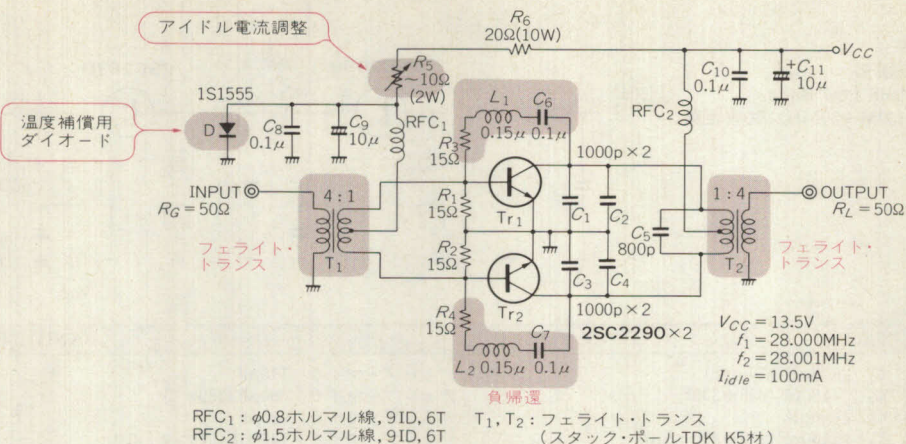 アイドル電流調整
R6
20Ω(10W)
VCC
R5
~10Ω
(2W)
C10
0.1μ
+C11
10μ
1S1555
温度補償用
ダイオード
D
C8
0.1μ
C9
10μ
RFC1
L1
0.15μ
C6
0.1μ
RFC2
R3
15Ω
1000p×2
INPUT
RG=50Ω
4:1
R1
15Ω
Tr1
C1
C2
1:4
OUTPUT
RL=50Ω
フェライト・
トランス
T1
R2
15Ω
C5
800p
T2
フェライト・
トランス
C3
C4
R4
15Ω
Tr2
1000p×2
2SC2290×2
C7
0.1μ
L2 0.15μ
負帰還
VCC=13.5V
f1=28.000MHz
f2=28.001MHz
Iidle=100mA
RFC1:φ0.8ホルマル線,9ID,6T
RFC2:φ1.5ホルマル線,9ID,6T
T1,T2:フェライト・トランス
(スタック・ポールTDK K5材)